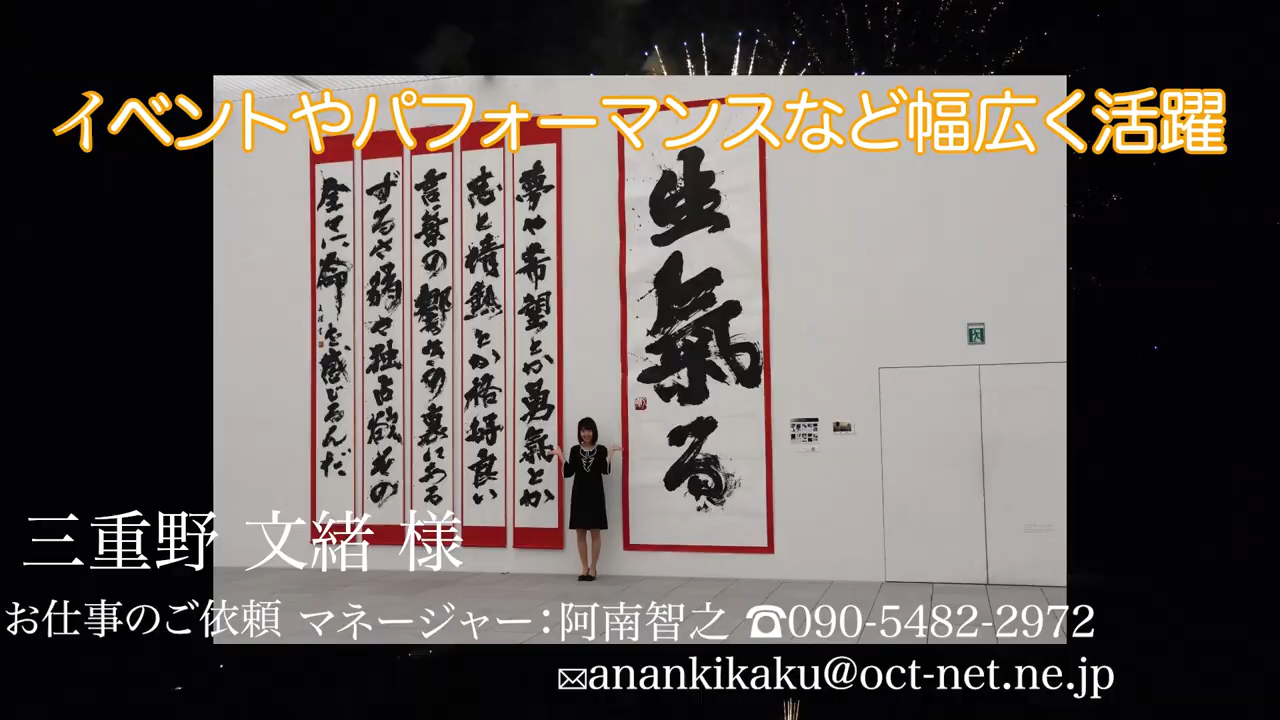 イベントやパフォーマンスなど幅広く活躍
生氣る
夢や希望とか勇氣とか
志と情熱とか格好良い
言葉の響きの裏にある
ずるさ弱さ独占欲その
全てに愛を感じるんだ
三重野 文緒 様
お仕事のご依頼 マネージャー:阿南智之 ☎090-5482-2972
✉anankikaku@oct-net.ne.jp